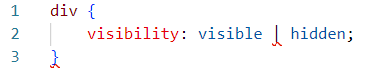 1 div {
2 visibility: visible | hidden;
3 }